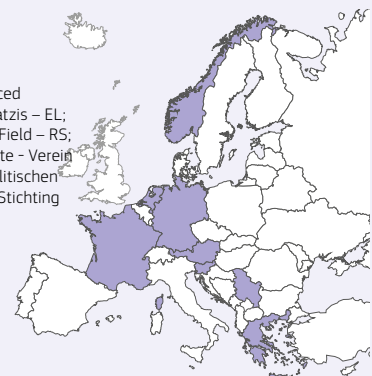 ced
atzis – EL;
Field – RS;
te - Verein
litischen
Stichting